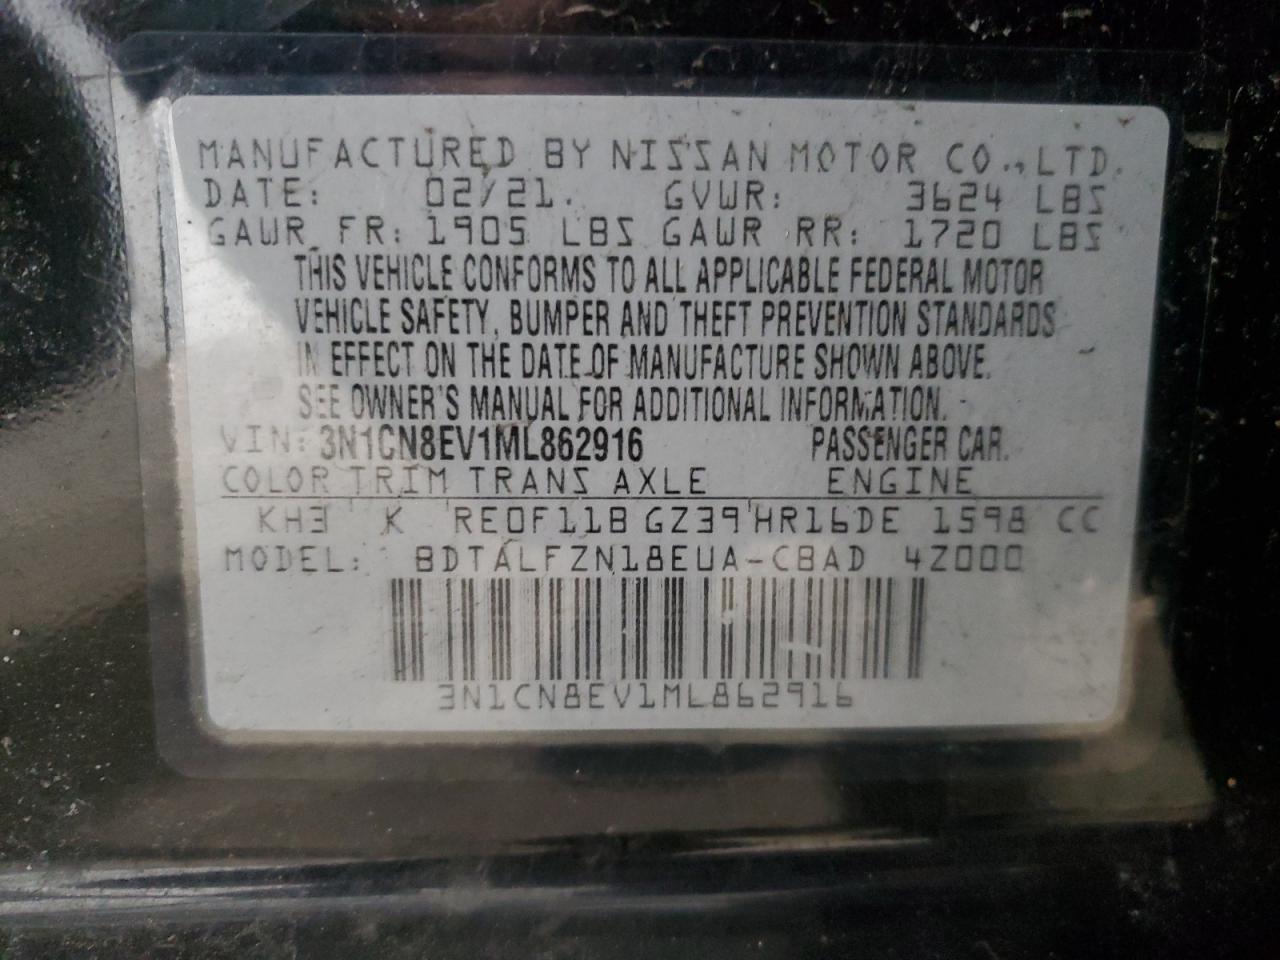 MANUFACTURED BY NISSAN MOTOR CO., LTD.
DATE: 02/21. GVWR: 3624 LBS
GAWR FR: 1905 LBS GAWR RR: 1720 LBS
THIS VEHICLE CONFORMS TO ALL APPLICABLE FEDERAL MOTOR
VEHICLE SAFETY, BUMPER AND THEFT PREVENTION STANDARDS
IN EFFECT ON THE DATE OF MANUFACTURE SHOWN ABOVE.
SEE OWNER'S MANUAL FOR ADDITIONAL INFORMATION.
VIN: 3N1CN8EV1ML862916 PASSENGER CAR.
COLOR TRIM TRANS AXLE ENGINE
KH3 K RE0F11B GZ39 HR16DE 1598 CC
MODEL: BDTALFZN18EUA-CBAD 4Z000
3N1CN8EV1ML862916